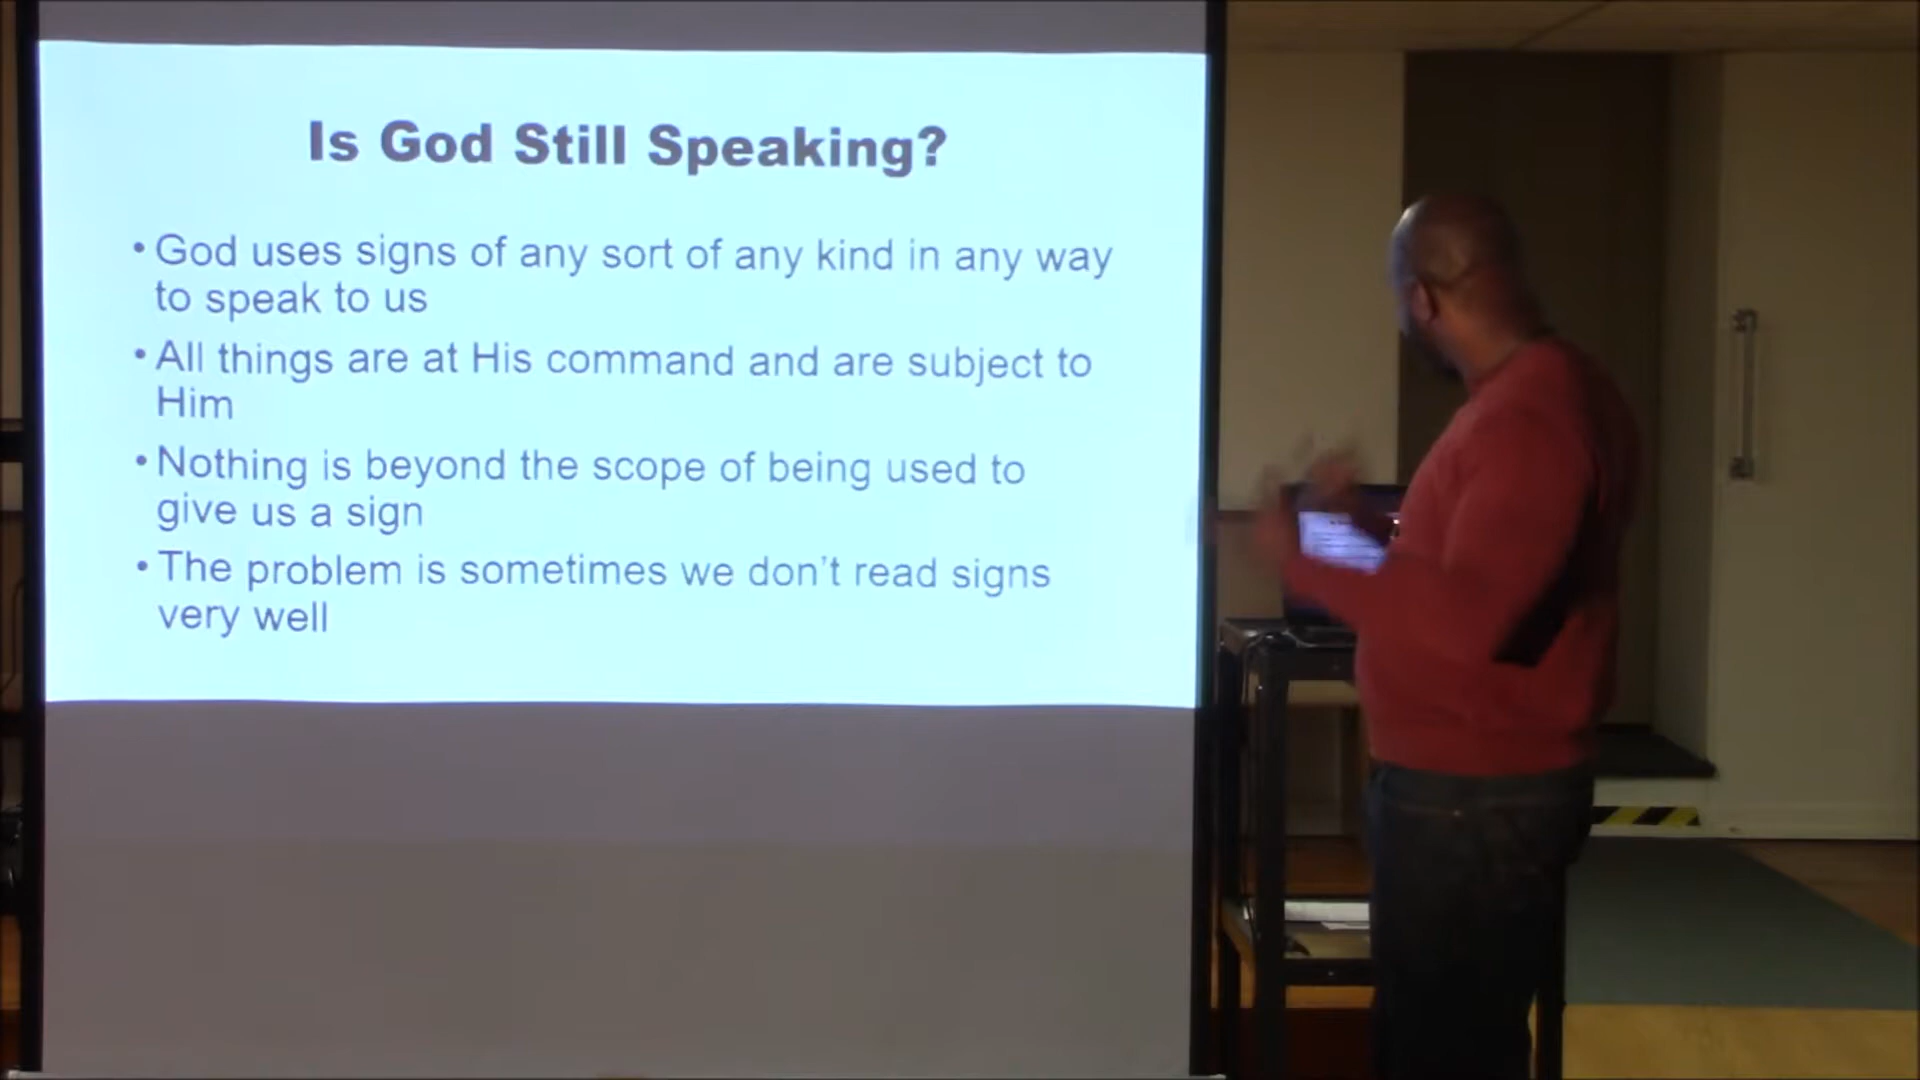 Is God Still Speaking?
• God uses signs of any sort of any kind in any way
to speak to us
• All things are at His command and are subject to
Him
• Nothing is beyond the scope of being used to
give us a sign
• The problem is sometimes we don't read signs
very well